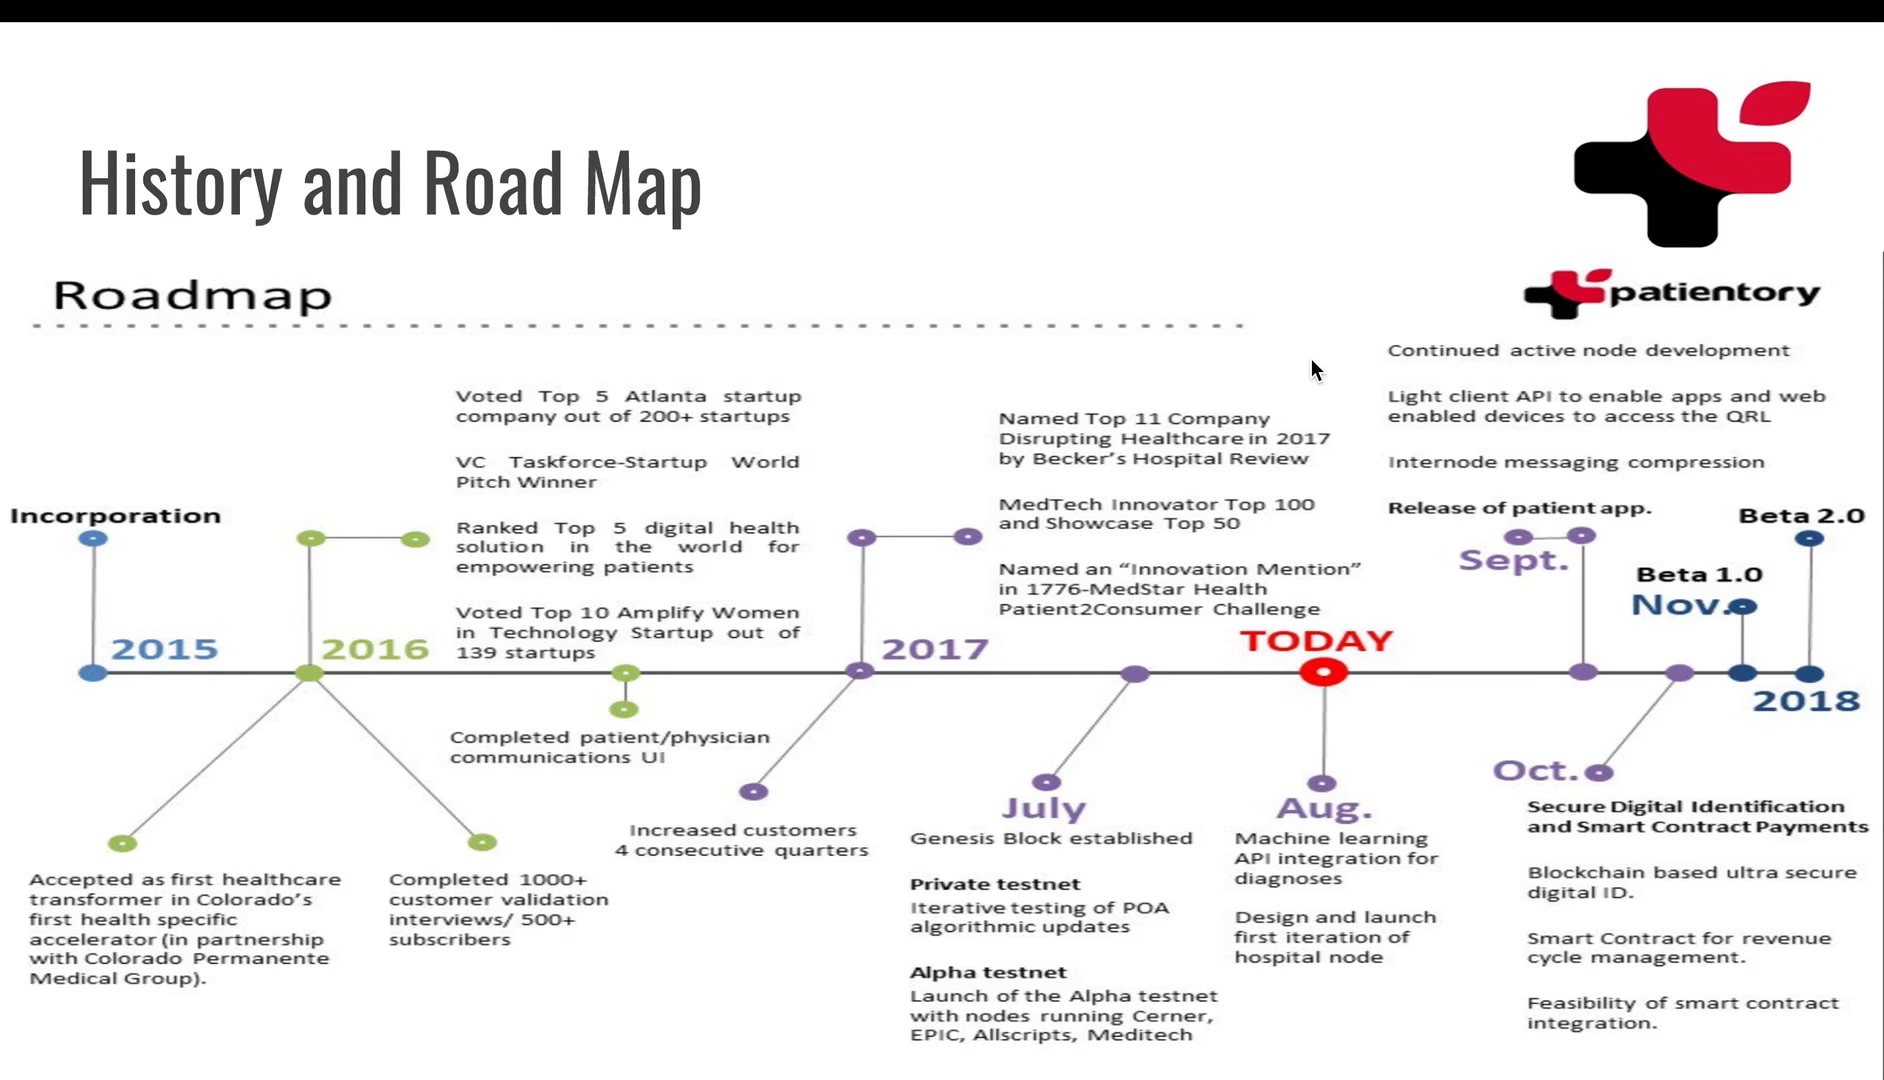 History and Road Map
Roadmap
patientory
Incorporation
2015
Accepted as first healthcare
transformer in Colorado's
first health specific
accelerator (in partnership
with Colorado Permanente
Medical Group).
2016
Voted Top 5 Atlanta startup
company out of 200+ startups
VC Taskforce-Startup World
Pitch Winner
Ranked Top 5 digital health
solution in the world for
empowering patients
Voted Top 10 Amplify Women
in Technology Startup out of
139 startups
Completed 1000+
customer validation
interviews/ 500+
subscribers
Completed patient/physician
communications UI
2017
Increased customers
4 consecutive quarters
Named Top 11 Company
Disrupting Healthcare in 2017
by Becker's Hospital Review
MedTech Innovator Top 100
and Showcase Top 50
Named an “Innovation Mention”
in 1776-MedStar Health
Patient2Consumer Challenge
July
Genesis Block established
Private testnet
Iterative testing of POA
algorithmic updates
Alpha testnet
Launch of the Alpha testnet
with nodes running Cerner,
EPIC, Allscripts, Meditech
TODAY
Aug.
Machine learning
API integration for
diagnoses
Design and launch
first iteration of
hospital node
Continued active node development
Light client API to enable apps and web
enabled devices to access the QRL
Internode messaging compression
Release of patient app.
Sept.
Oct.
Secure Digital Identification
and Smart Contract Payments
Blockchain based ultra secure
digital ID.
Smart Contract for revenue
cycle management.
Feasibility of smart contract
integration.
Beta 1.0
Nov.
Beta 2.0
2018